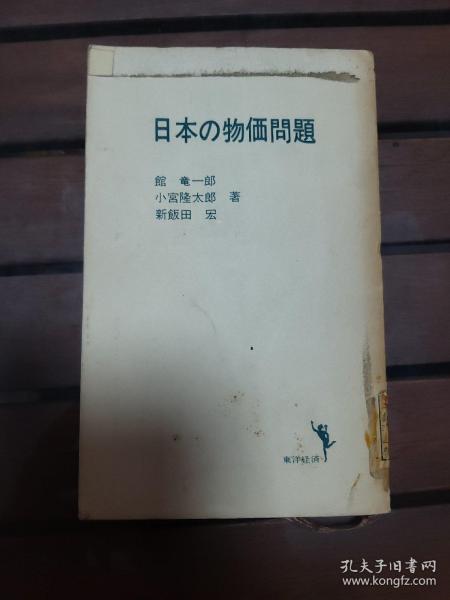 日本の物価問題
館 竜一郎
小宮隆太郎 著
新飯田 宏
東洋経済
孔夫子旧书网
www.kongfz.com